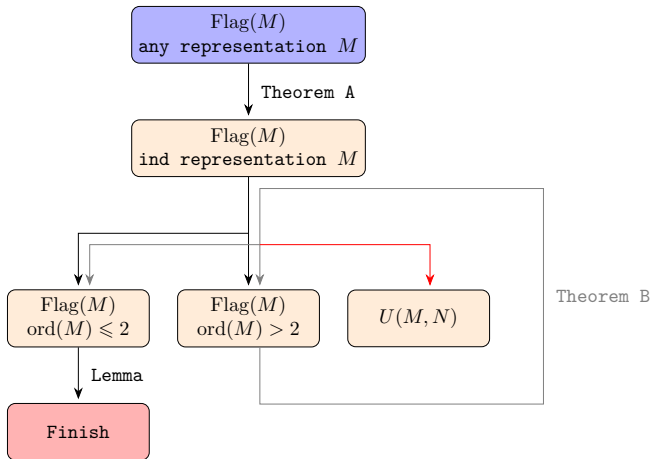 Flag(M)
any representation M
Theorem A
Flag(M)
ind representation M
Flag(M)
ord(M) ⩽ 2
Flag(M)
ord(M) > 2
U(M, N)
Theorem B
Lemma
Finish